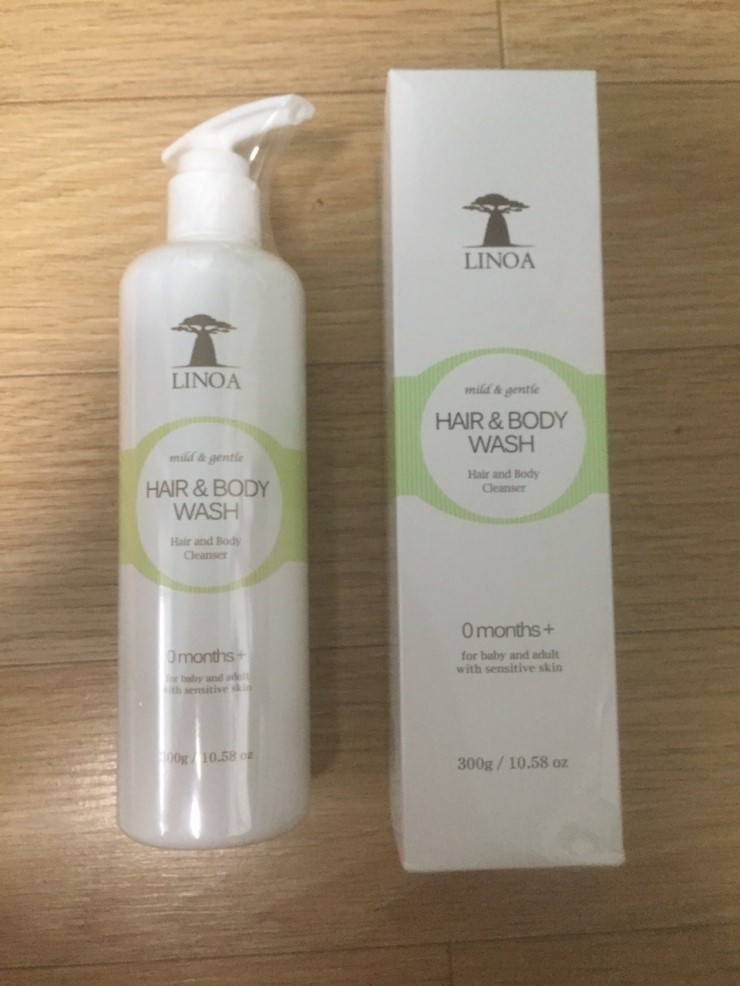 LINOA
mild & gentle
HAIR & BODY
WASH
Hair and Body
Cleanser
0 months +
for baby and adult
with sensitive skin
300g / 10.58 oz
LINOA
mild & gentle
HAIR & BODY
WASH
Hair and Body
Cleanser
0 months +
for baby and adult
with sensitive skin
300g / 10.58 oz